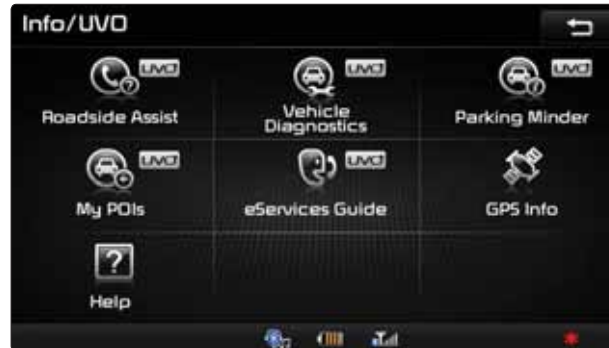 Info/UVO
UVO
UVO
UVO
Roadside Assist
Vehicle
Diagnostics
Parking Minder
UVO
UVO
My POIs
eServices Guide
GPS Info
?
Help